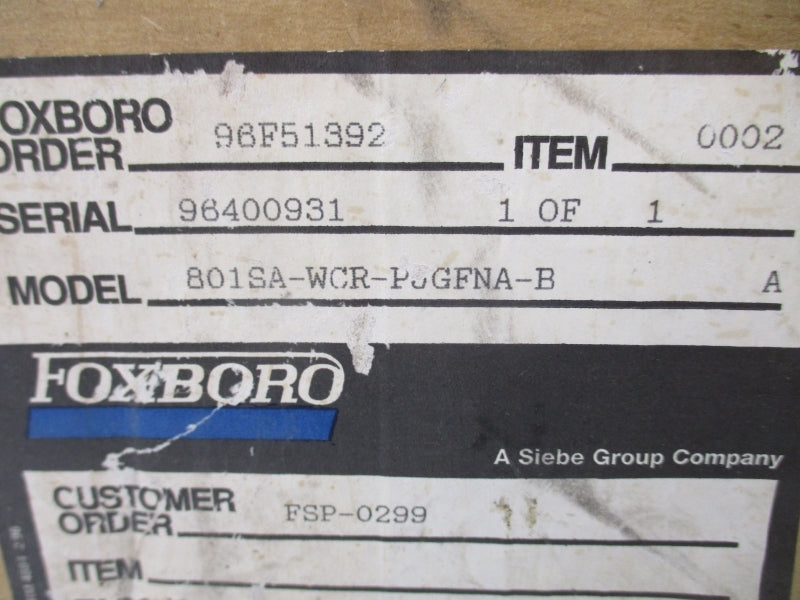 FOXBORO ORDER 96F51392 ITEM 0002
SERIAL 96400931 1 OF 1
MODEL A
FOXBORO
A Siebe Group Company
CUSTOMER ORDER FSP-0299
ITEM